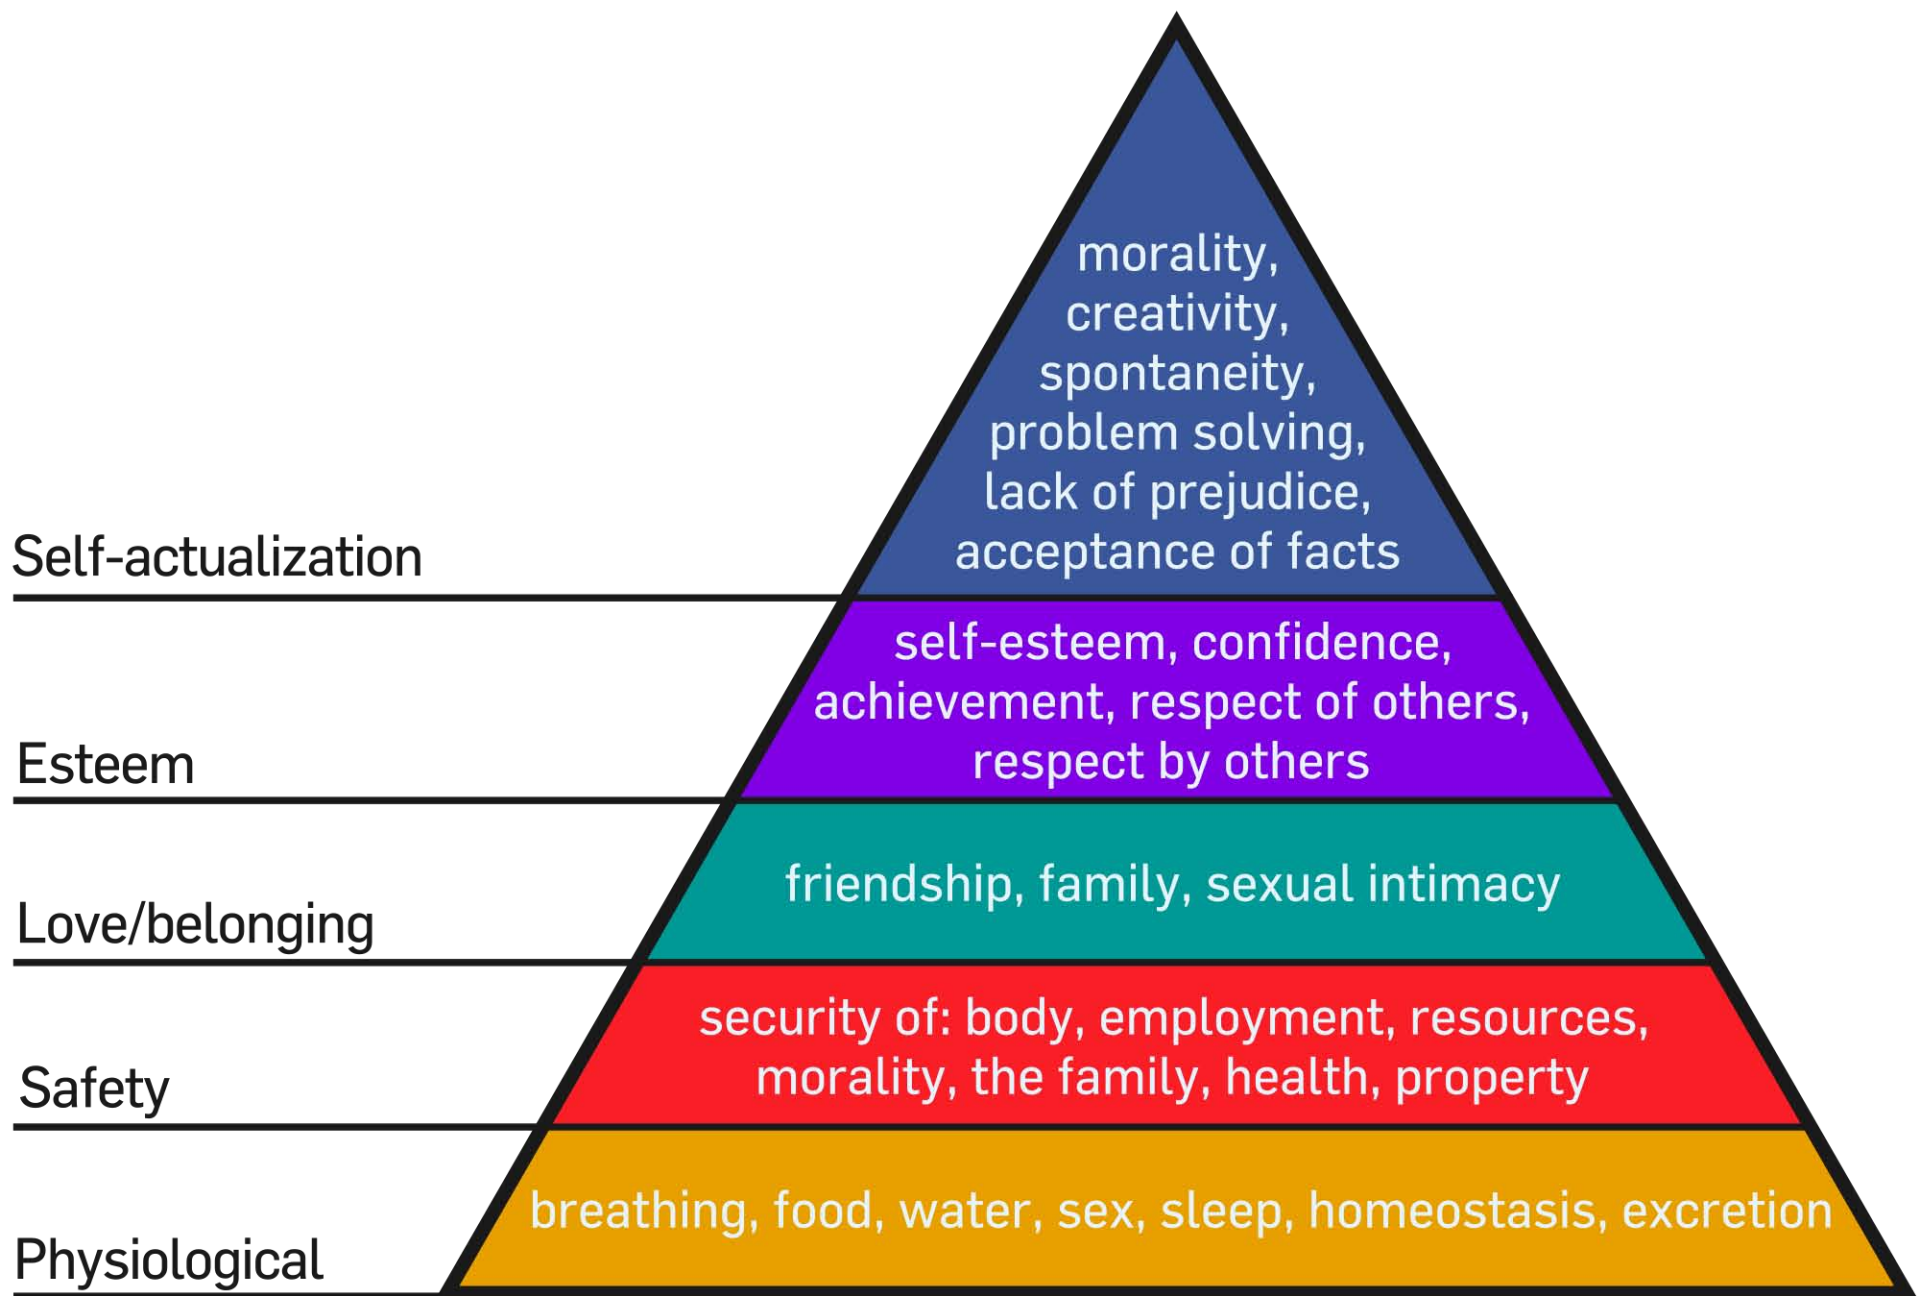 morality,
creativity,
spontaneity,
problem solving,
lack of prejudice,
acceptance of facts
Self-actualization
self-esteem, confidence,
achievement, respect of others,
respect by others
Esteem
friendship, family, sexual intimacy
Love/belonging
security of: body, employment, resources,
morality, the family, health, property
Safety
breathing, food, water, sex, sleep, homeostasis, excretion
Physiological